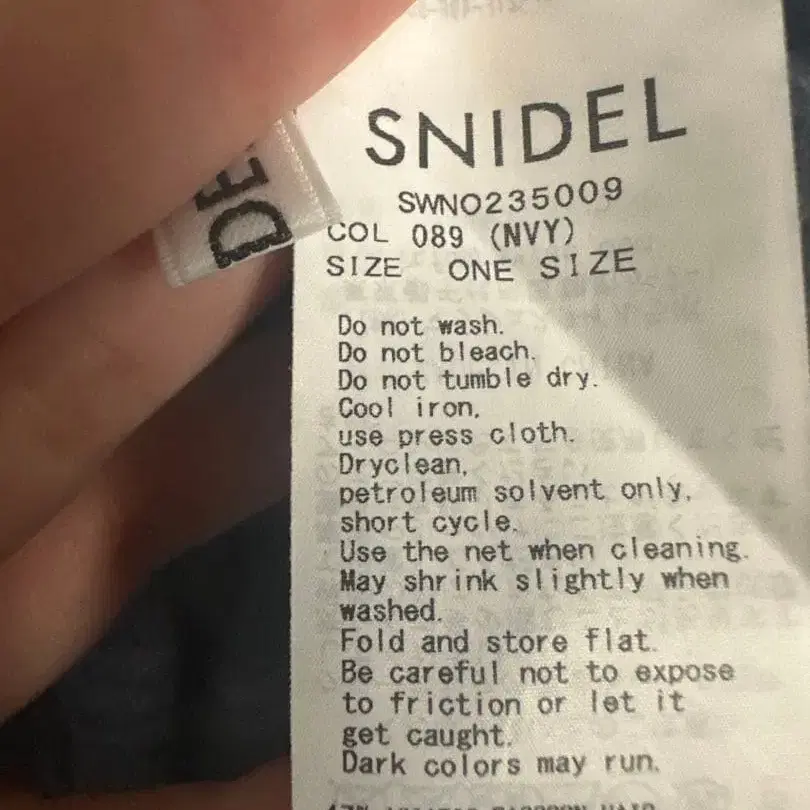 SNIDEL
DE
SWNO235009
COL 089 (NVY)
SIZE ONE SIZE
Do not wash.
Do not bleach.
Do not tumble dry.
Cool iron,
use press cloth.
Dryclean,
petroleum solvent only,
short cycle.
Use the net when cleaning.
May shrink slightly when
washed.
Fold and store flat.
Be careful not to expose
to friction or let it
get caught.
Dark colors may run.